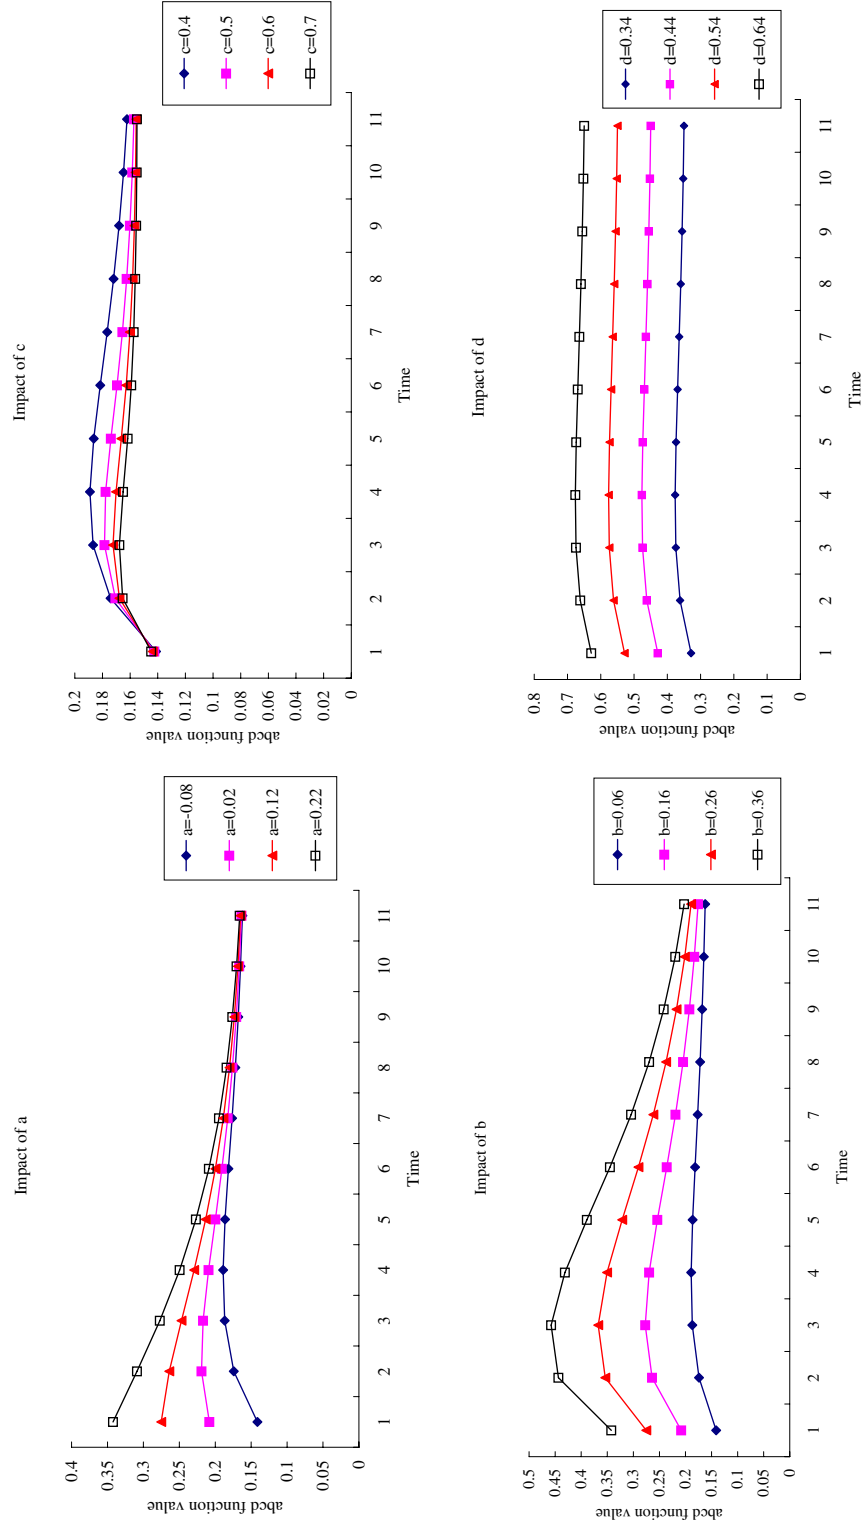 Impact of a
abcd function value
0.4
0.35
0.3
0.25
0.2
0.15
0.1
0.05
0
1 2 3 4 5 6 7 8 9 10 11
Time
a=-0.08
a=0.02
a=0.12
a=0.22
Impact of c
abcd function value
0.2
0.18
0.16
0.14
0.12
0.1
0.08
0.06
0.04
0.02
0
1 2 3 4 5 6 7 8 9 10 11
Time
c=0.4
c=0.5
c=0.6
c=0.7
Impact of b
abcd function value
0.5
0.45
0.4
0.35
0.3
0.25
0.2
0.15
0.1
0.05
0
1 2 3 4 5 6 7 8 9 10 11
Time
b=0.06
b=0.16
b=0.26
b=0.36
Impact of d
abcd function value
0.8
0.7
0.6
0.5
0.4
0.3
0.2
0.1
0
1 2 3 4 5 6 7 8 9 10 11
Time
d=0.34
d=0.44
d=0.54
d=0.64